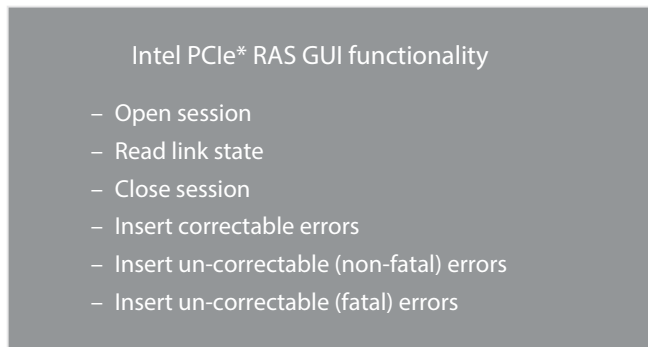 Intel PCIe* RAS GUI functionality
– Open session
– Read link state
– Close session
– Insert correctable errors
– Insert un-correctable (non-fatal) errors
– Insert un-correctable (fatal) errors